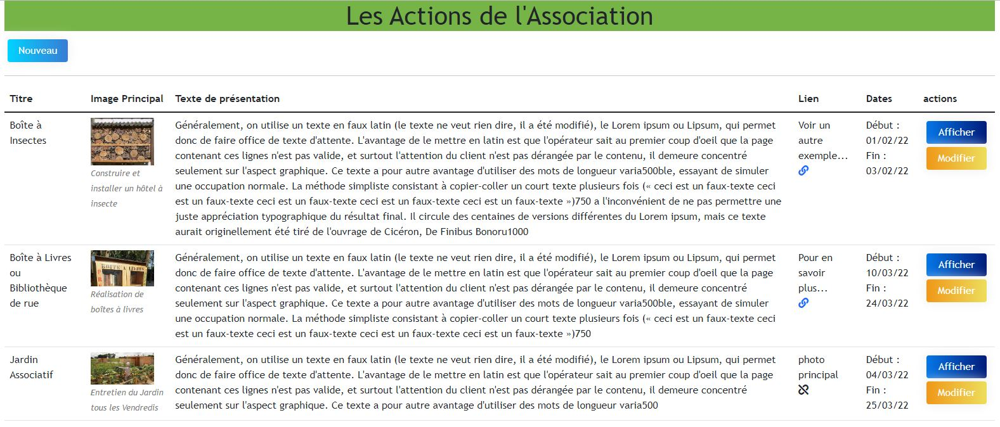 Les Actions de l'Association
Nouveau
Titre
Image Principal
Texte de présentation
Lien
Dates
actions
Boîte à
Insectes
Construire et
installer un hôtel à
insecte
Généralement, on utilise un texte en faux latin (le texte ne veut rien dire, il a été modifié), le Lorem ipsum ou Lipsum, qui permet
donc de faire office de texte d'attente. L'avantage de le mettre en latin est que l'opérateur sait au premier coup d'oeil que la page
contenant ces lignes n'est pas valide, et surtout l'attention du client n'est pas dérangée par le contenu, il demeure concentré
seulement sur l'aspect graphique. Ce texte a pour autre avantage d'utiliser des mots de longueur varia500ble, essayant de simuler
une occupation normale. La méthode simpliste consistant à copier-coller un court texte plusieurs fois (« ceci est un faux-texte ceci
est un faux-texte ceci est un faux-texte ceci est un faux-texte ceci est un faux-texte »)750 a l'inconvénient de ne pas permettre une
juste appréciation typographique du résultat final. Il circule des centaines de versions différentes du Lorem ipsum, mais ce texte
aurait originellement été tiré de l'ouvrage de Cicéron, De Finibus Bonoru1000
Voir un
autre
exemple...
Début :
01/02/22
Fin :
03/02/22
Afficher
Modifier
Boîte à Livres
ou
Bibliothèque
de rue
BOITE A LIVRES
Réalisation de
boîtes à livres
Généralement, on utilise un texte en faux latin (le texte ne veut rien dire, il a été modifié), le Lorem ipsum ou Lipsum, qui permet
donc de faire office de texte d'attente. L'avantage de le mettre en latin est que l'opérateur sait au premier coup d'oeil que la page
contenant ces lignes n'est pas valide, et surtout l'attention du client n'est pas dérangée par le contenu, il demeure concentré
seulement sur l'aspect graphique. Ce texte a pour autre avantage d'utiliser des mots de longueur varia500ble, essayant de simuler
une occupation normale. La méthode simpliste consistant à copier-coller un court texte plusieurs fois (« ceci est un faux-texte ceci
est un faux-texte ceci est un faux-texte ceci est un faux-texte ceci est un faux-texte »)750
Pour en
savoir
plus...
Début :
10/03/22
Fin :
24/03/22
Afficher
Modifier
Jardin
Associatif
Entretien du Jardin
tous les Vendredis
Généralement, on utilise un texte en faux latin (le texte ne veut rien dire, il a été modifié), le Lorem ipsum ou Lipsum, qui permet
donc de faire office de texte d'attente. L'avantage de le mettre en latin est que l'opérateur sait au premier coup d'oeil que la page
contenant ces lignes n'est pas valide, et surtout l'attention du client n'est pas dérangée par le contenu, il demeure concentré
seulement sur l'aspect graphique. Ce texte a pour autre avantage d'utiliser des mots de longueur varia500
photo
principal
Début :
04/03/22
Fin :
25/03/22
Afficher
Modifier